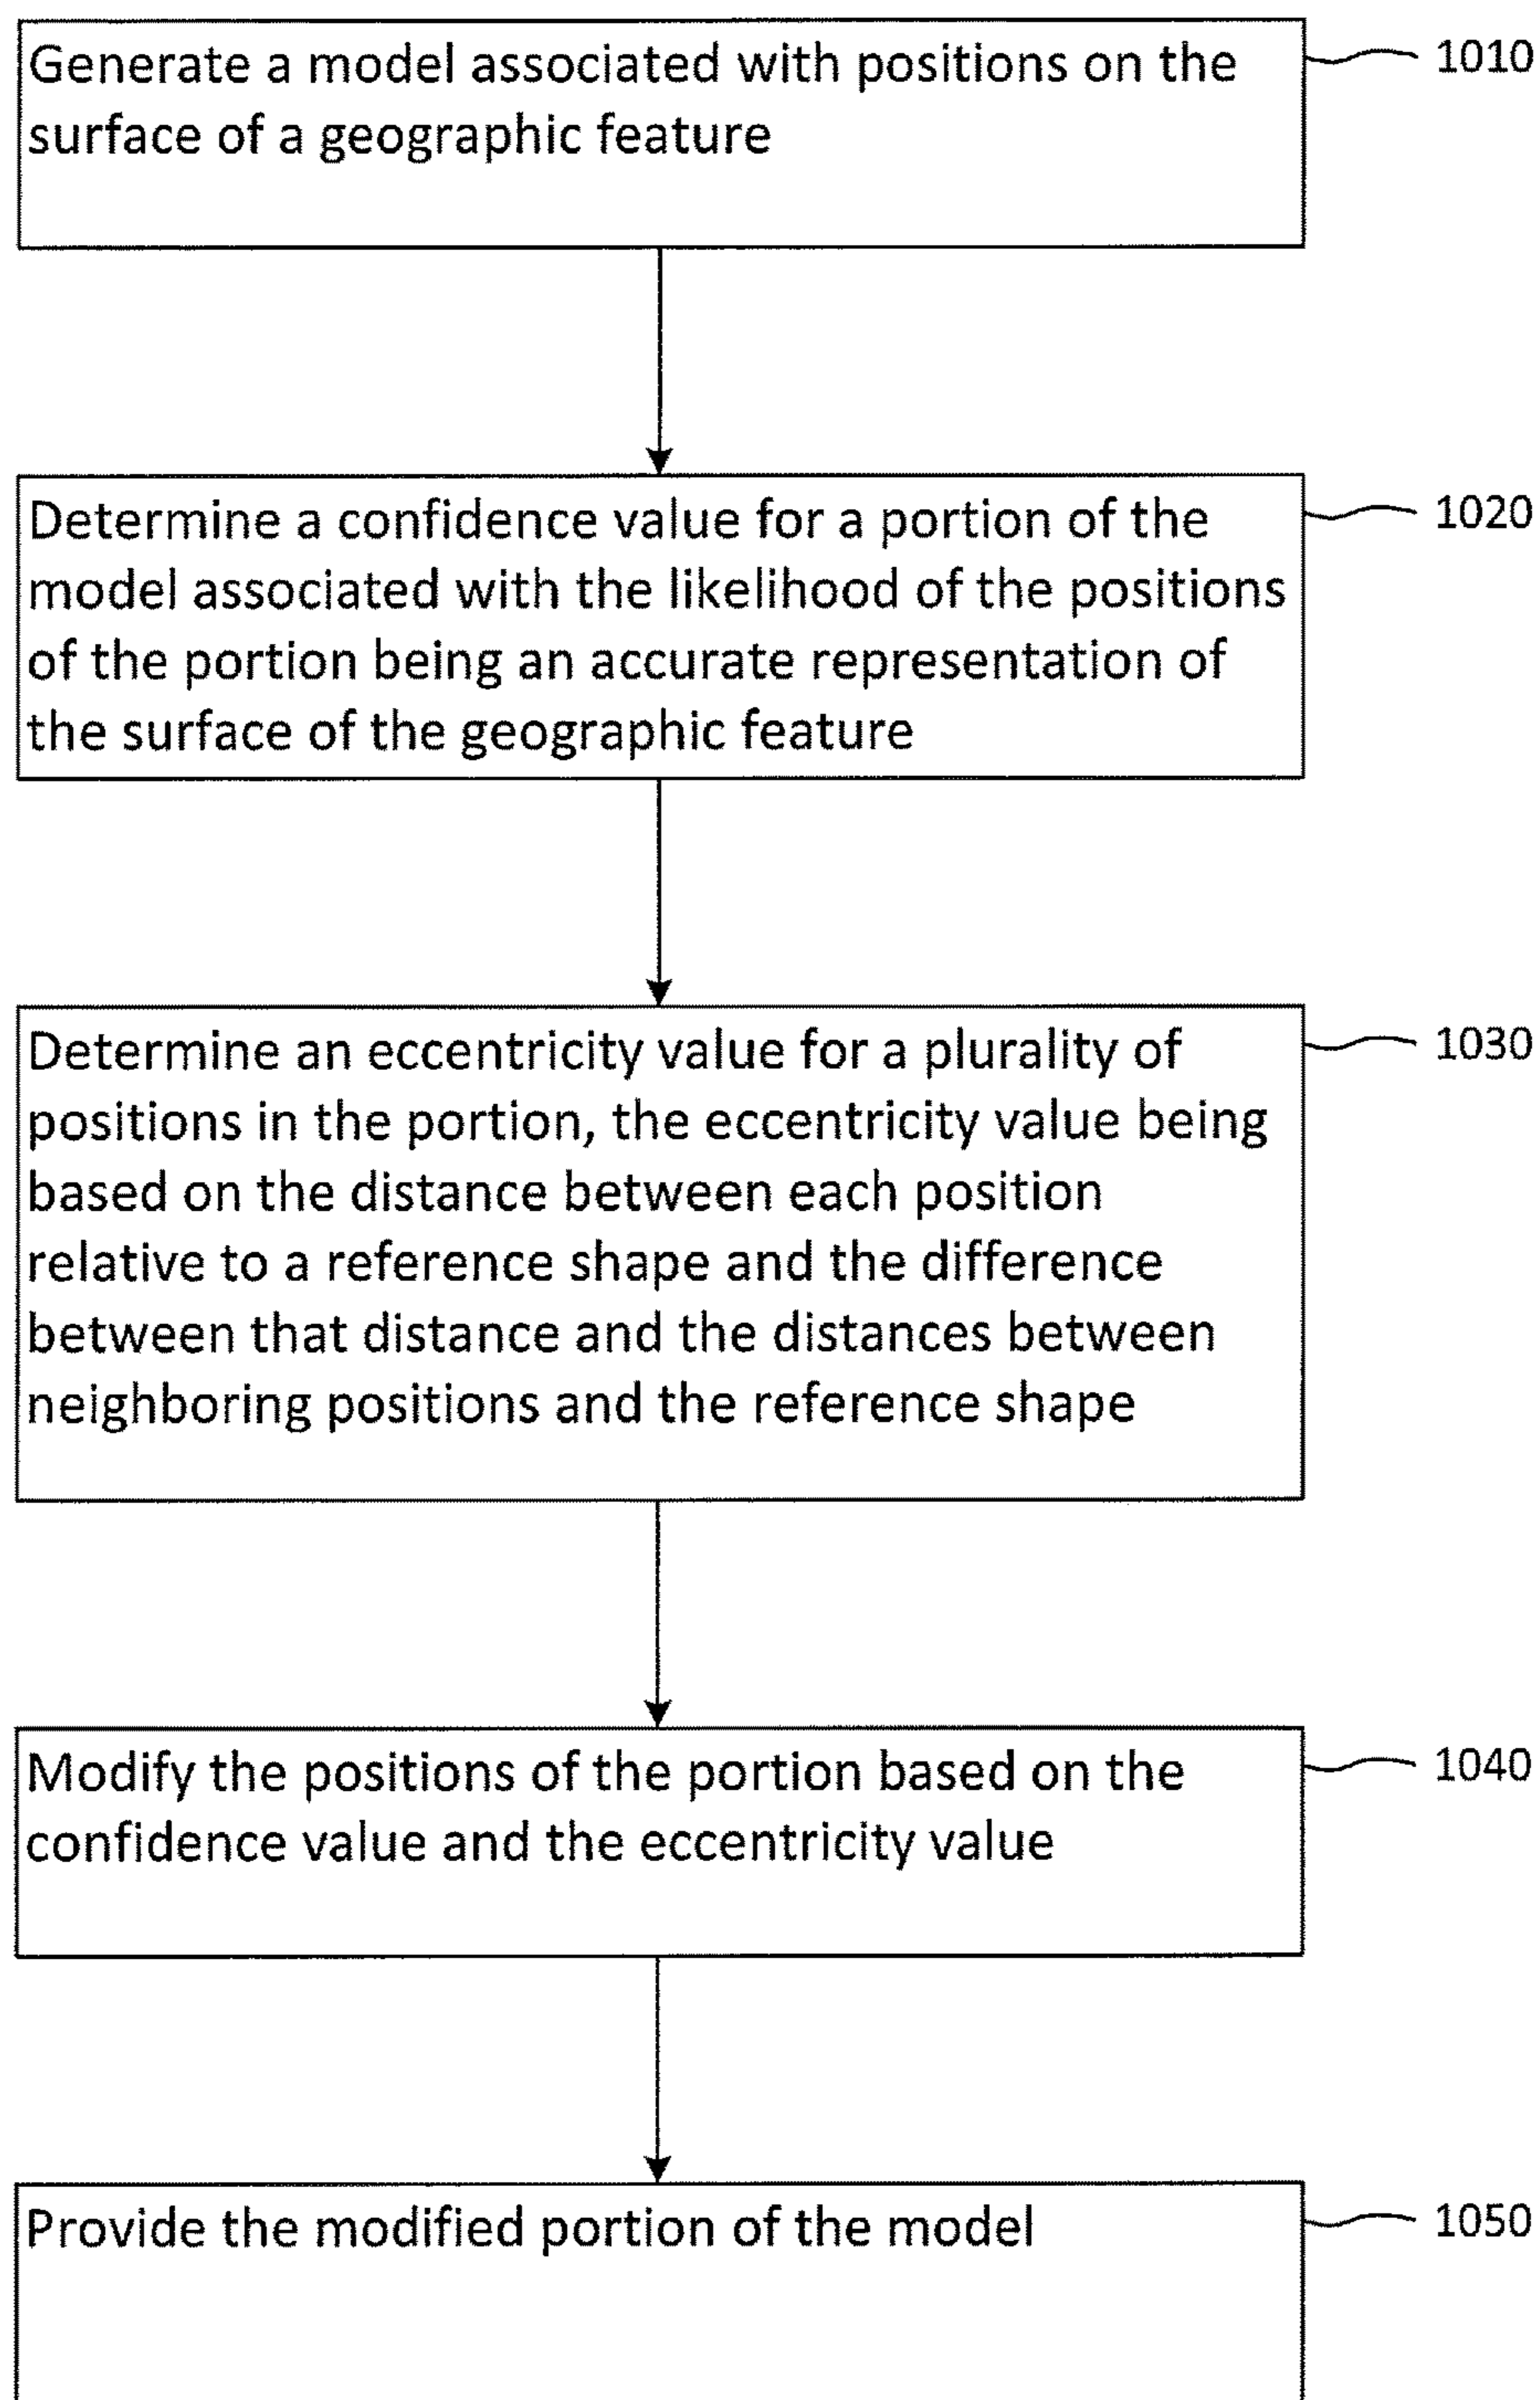 Generate a model associated with positions on the
surface of a geographic feature
1010
Determine a confidence value for a portion of the
model associated with the likelihood of the positions
of the portion being an accurate representation of
the surface of the geographic feature
1020
Determine an eccentricity value for a plurality of
positions in the portion, the eccentricity value being
based on the distance between each position
relative to a reference shape and the difference
between that distance and the distances between
neighboring positions and the reference shape
1030
Modify the positions of the portion based on the
confidence value and the eccentricity value
1040
Provide the modified portion of the model
1050